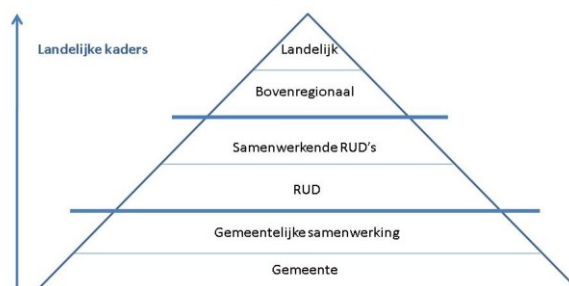 Landelijke kaders
Landelijk
Bovenregionaal
Samenwerkende RUD's
RUD
Gemeentelijke samenwerking
Gemeente